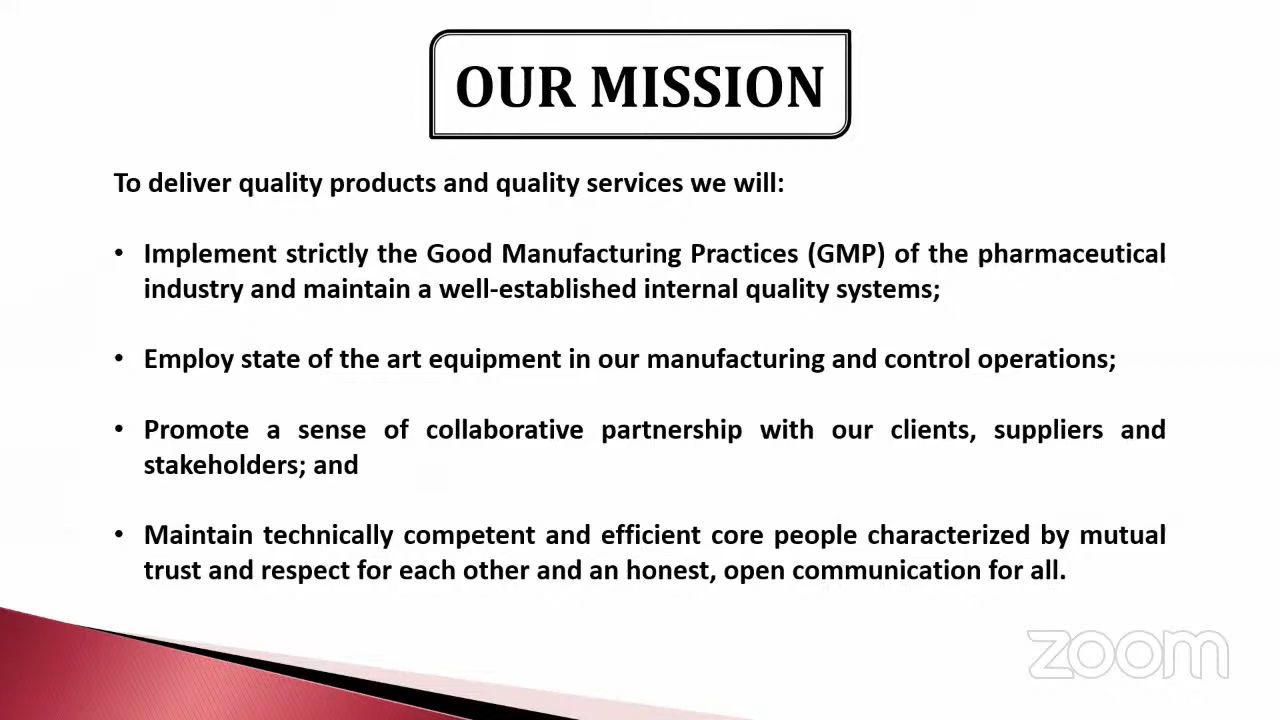 OUR MISSION
To deliver quality products and quality services we will:
• Implement strictly the Good Manufacturing Practices (GMP) of the pharmaceutical
industry and maintain a well-established internal quality systems;
• Employ state of the art equipment in our manufacturing and control operations;
• Promote a sense of collaborative partnership with our clients, suppliers and
stakeholders; and
• Maintain technically competent and efficient core people characterized by mutual
trust and respect for each other and an honest, open communication for all.
zoom